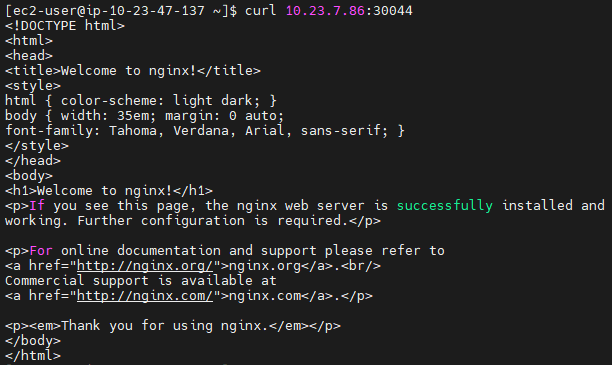 [ec2-user@ip-10-23-47-137 ~]$ curl 10.23.7.86:30044
<!DOCTYPE html>
<html>
<head>
<title>Welcome to nginx!</title>
<style>
html { color-scheme: light dark; }
body { width: 35em; margin: 0 auto;
font-family: Tahoma, Verdana, Arial, sans-serif; }
</style>
</head>
<body>
<h1>Welcome to nginx!</h1>
<p>If you see this page, the nginx web server is successfully installed and
working. Further configuration is required.</p>

<p>For online documentation and support please refer to
<a href="http://nginx.org/">nginx.org</a>.<br/>
Commercial support is available at
<a href="http://nginx.com/">nginx.com</a>.</p>

<p><em>Thank you for using nginx.</em></p>
</body>
</html>